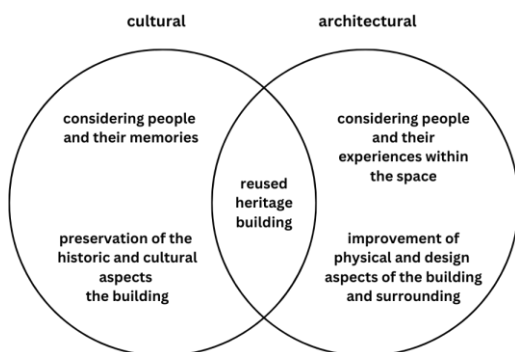 cultural
architectural
considering people
and their memories
preservation of the
historic and cultural
aspects
the building
reused
heritage
building
considering people
and their
experiences within
the space
improvement of
physical and design
aspects of the building
and surrounding